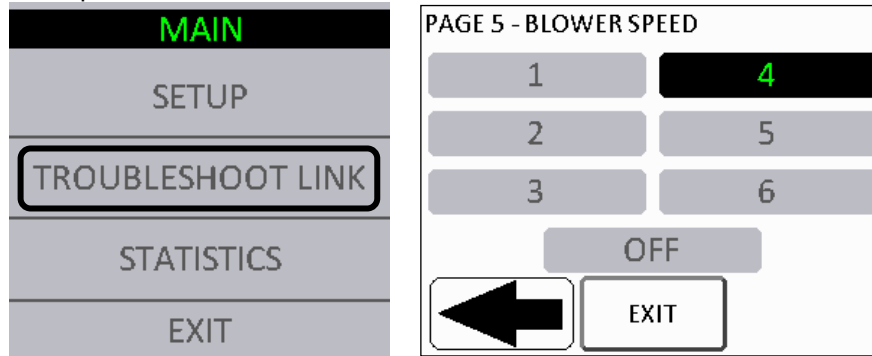 MAIN
SETUP
TROUBLESHOOT LINK
STATISTICS
EXIT
PAGE 5 - BLOWER SPEED
1 4
2 5
3 6
OFF
EXIT